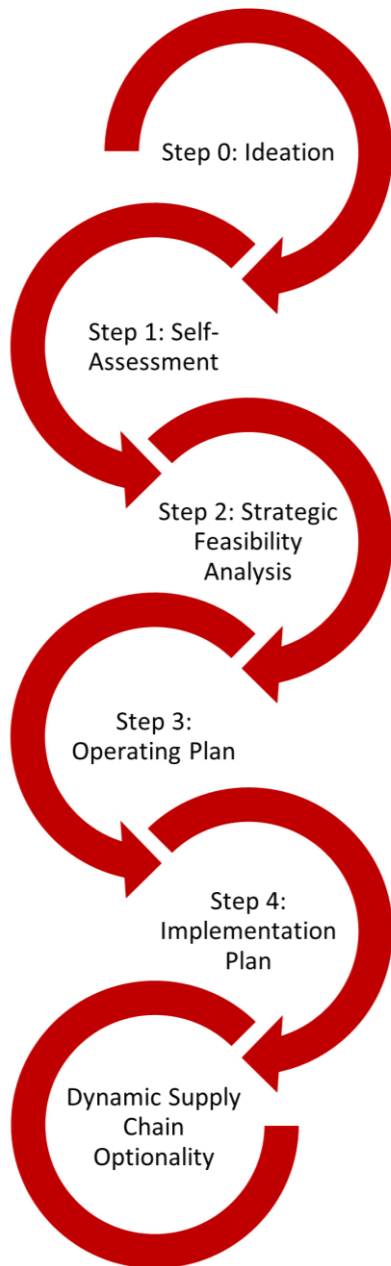 Step 0: Ideation
Step 1: Self-
Assessment
Step 2: Strategic
Feasibility
Analysis
Step 3:
Operating Plan
Step 4:
Implementation
Plan
Dynamic Supply
Chain
Optionality